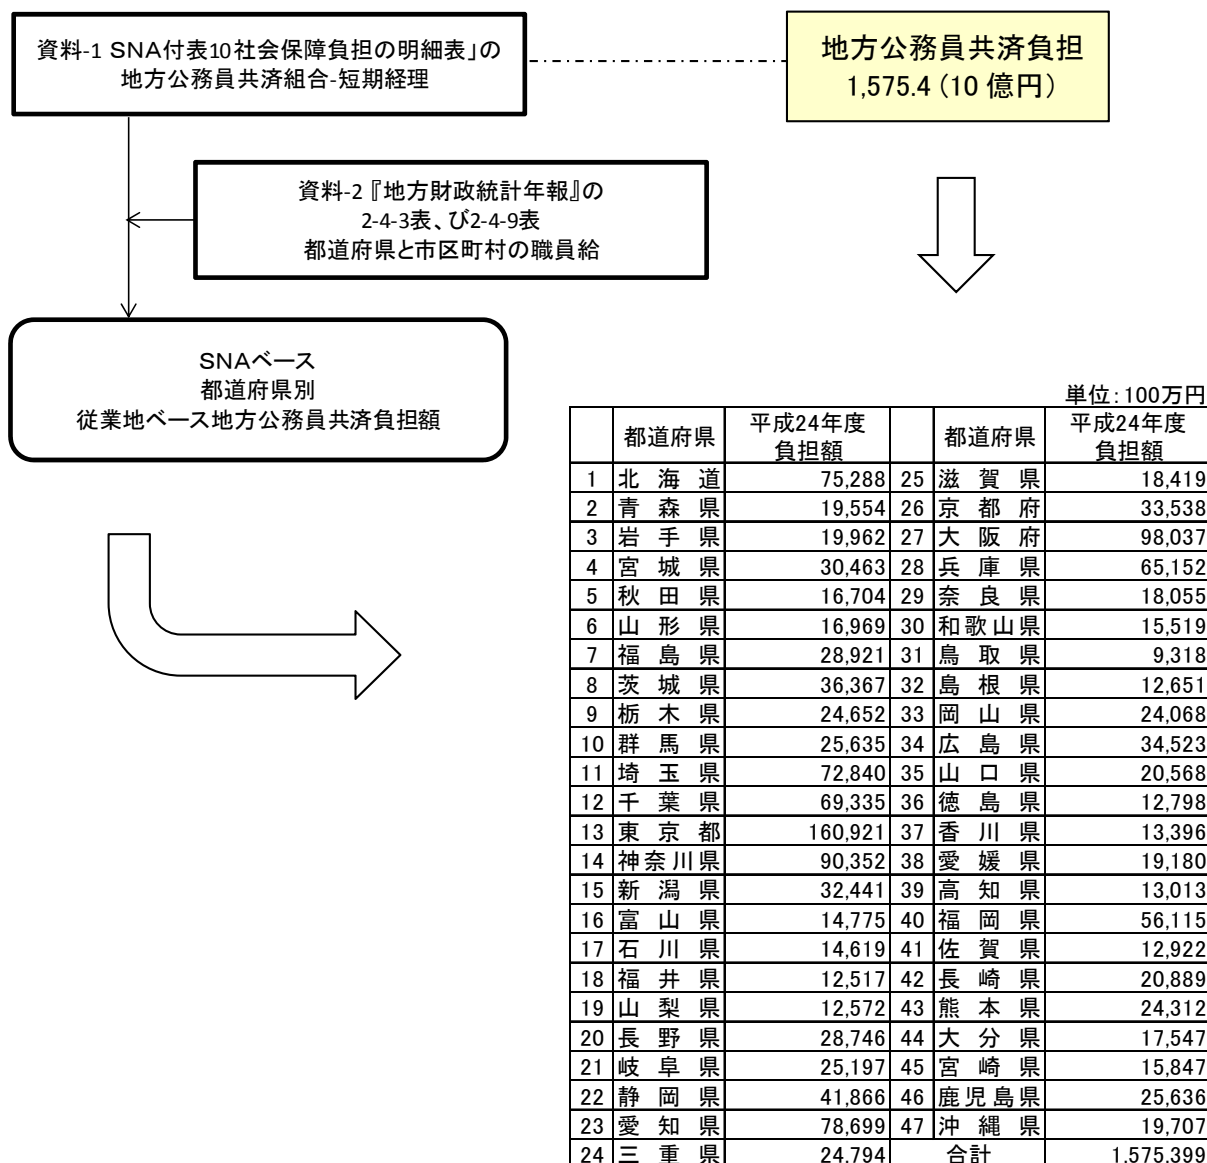 資料-1 SNA付表10社会保障負担の明細表」の
地方公務員共済組合-短期経理
地方公務員共済負担
1,575.4（10 億円）
資料-2『地方財政統計年報』の
2-4-3表、び2-4-9表
都道府県と市区町村の職員給
SNAベース
都道府県別
従業地ベース地方公務員共済負担額
単位：100万円
都道府県 平成24年度 負担額 都道府県 平成24年度 負担額
1 北海道 75,288 25 滋賀県 18,419
2 青森県 19,554 26 京都府 33,538
3 岩手県 19,962 27 大阪府 98,037
4 宮城県 30,463 28 兵庫県 65,152
5 秋田県 16,704 29 奈良県 18,055
6 山形県 16,969 30 和歌山県 15,519
7 福島県 28,921 31 鳥取県 9,318
8 茨城県 36,367 32 島根県 12,651
9 栃木県 24,652 33 岡山県 24,068
10 群馬県 25,635 34 広島県 34,523
11 埼玉県 72,840 35 山口県 20,568
12 千葉県 69,335 36 徳島県 12,798
13 東京都 160,921 37 香川県 13,396
14 神奈川県 90,352 38 愛媛県 19,180
15 新潟県 32,441 39 高知県 13,013
16 富山県 14,775 40 福岡県 56,115
17 石川県 14,619 41 佐賀県 12,922
18 福井県 12,517 42 長崎県 20,889
19 山梨県 12,572 43 熊本県 24,312
20 長野県 28,746 44 大分県 17,547
21 岐阜県 25,197 45 宮崎県 15,847
22 静岡県 41,866 46 鹿児島県 25,636
23 愛知県 78,699 47 沖縄県 19,707
24 三重県 24,794 合計 1,575,399